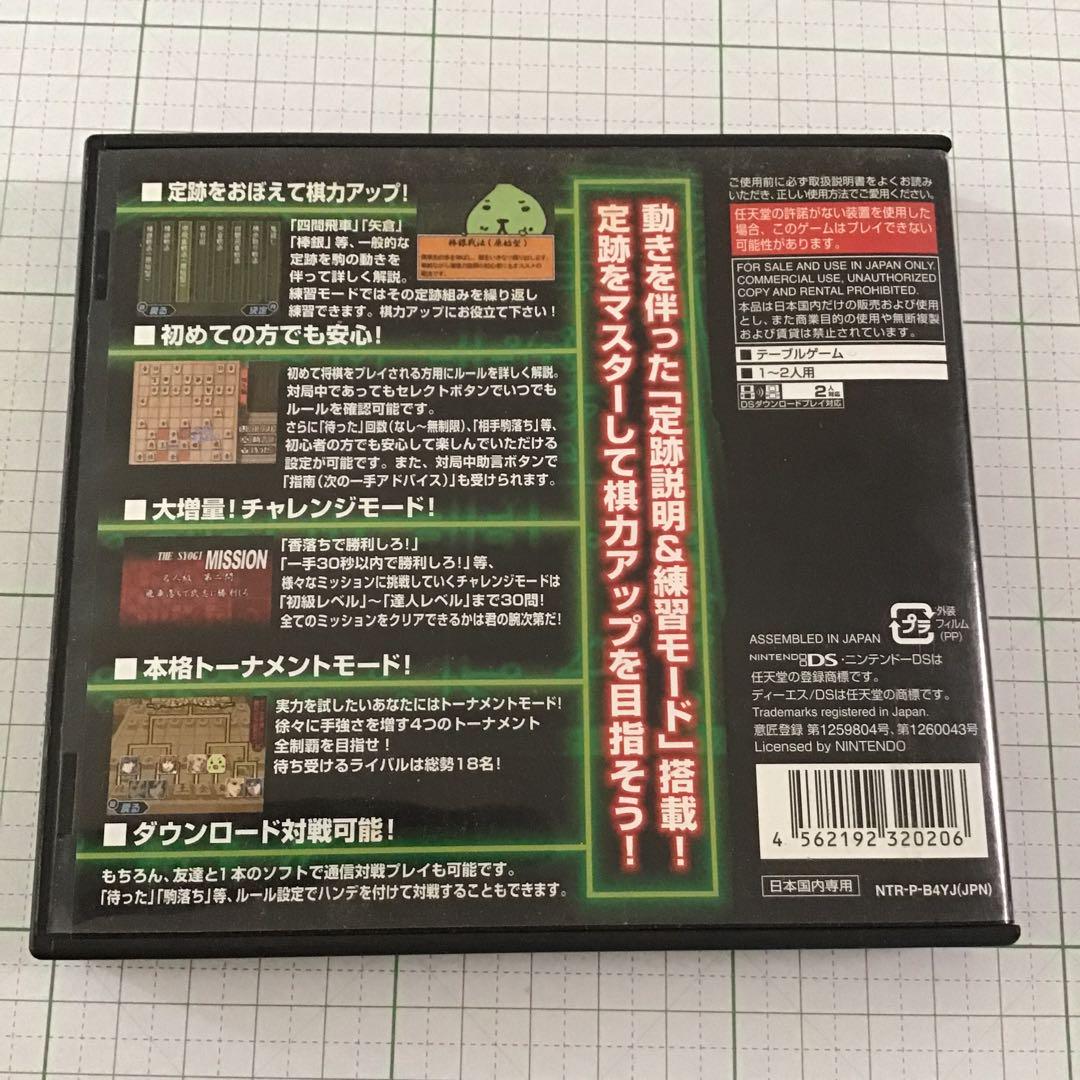 ■ 定跡をおぼえて棋力アップ！
「四間飛車」「矢倉」
「棒銀」等、一般的な
定跡を駒の動きを
伴って詳しく解説。
練習モードではその定跡組みを繰り返し
練習できます。棋力アップにお役立て下さい！
棒銀戦法（原始型）
戻る
決定
■ 初めての方でも安心！
初めて将棋をプレイされる方用にルールを詳しく解説。
対局中であってもセレクトボタンでいつでも
ルールを確認可能です。
さらに「待った」回数（なし〜無制限）、「相手駒落ち」等、
初心者の方でも安心して楽しんでいただける
設定が可能です。また、対局中助言ボタンで
「指南（次の一手アドバイス）」も受けられます。
■ 大増量！チャレンジモード！
THE SYOGI MISSION
名人級 第二問
飛車落ちで武志に勝利しろ
「香落ちで勝利しろ！」
「一手30秒以内で勝利しろ！」等、
様々なミッションに挑戦していくチャレンジモードは
「初級レベル」〜「達人レベル」まで30問！
全てのミッションをクリアできるかは君の腕次第だ！
■ 本格トーナメントモード！
実力を試したいあなたにはトーナメントモード！
徐々に手強さを増す4つのトーナメント
全制覇を目指せ！
待ち受けるライバルは総勢18名！
戻る
■ ダウンロード対戦可能！
もちろん、友達と1本のソフトで通信対戦プレイも可能です。
「待った」「駒落ち」等、ルール設定でハンデを付けて対戦することもできます。
動きを伴った「定跡説明＆練習モード」搭載！
定跡をマスターして棋力アップを目指そう！
ご使用前に必ず取扱説明書をよくお読み
いただき、正しい使用方法でご愛用ください。
任天堂の許諾がない装置を使用した
場合、このゲームはプレイできない
可能性があります。
FOR SALE AND USE IN JAPAN ONLY.
COMMERCIAL USE, UNAUTHORIZED
COPY AND RENTAL PROHIBITED.
本品は日本国内だけの販売および使用
とし、また商業目的の使用や無断複製
および賃貸は禁止されています。
■ テーブルゲーム
■ 1〜2人用
2人対応
DSダウンロードプレイ対応
プラ
外装
フィルム
(PP)
ASSEMBLED IN JAPAN
NINTENDO DS・ニンテンドーDSは
任天堂の登録商標です。
ディーエス/DSは任天堂の商標です。
Trademarks registered in Japan.
意匠登録 第1259804号、第1260043号
Licensed by NINTENDO
4 562192 320206
日本国内専用
NTR-P-B4YJ(JPN)